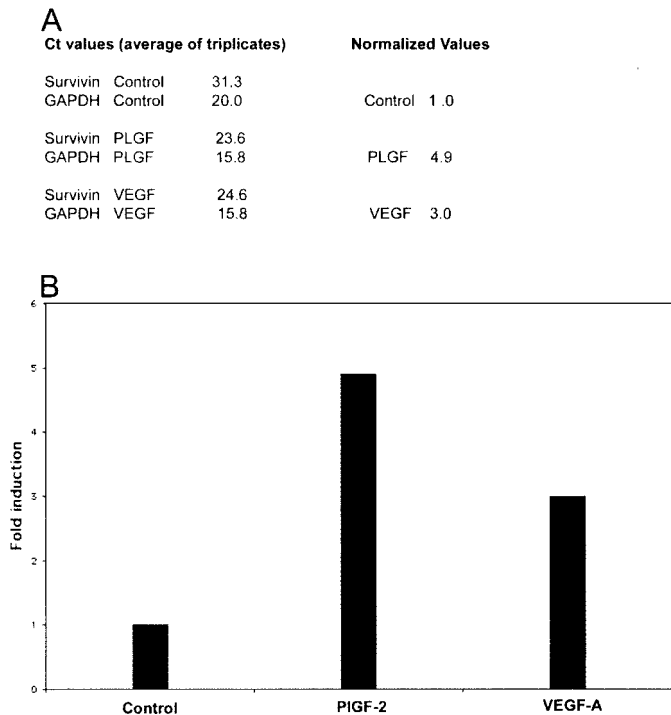 A
Ct values (average of triplicates) Normalized Values
Survivin Control 31.3
GAPDH Control 20.0 Control 1.0
Survivin PLGF 23.6
GAPDH PLGF 15.8 PLGF 4.9
Survivin VEGF 24.6
GAPDH VEGF 15.8 VEGF 3.0
B
6
5
4
3
2
1
0
Fold induction
Control PlGF-2 VEGF-A